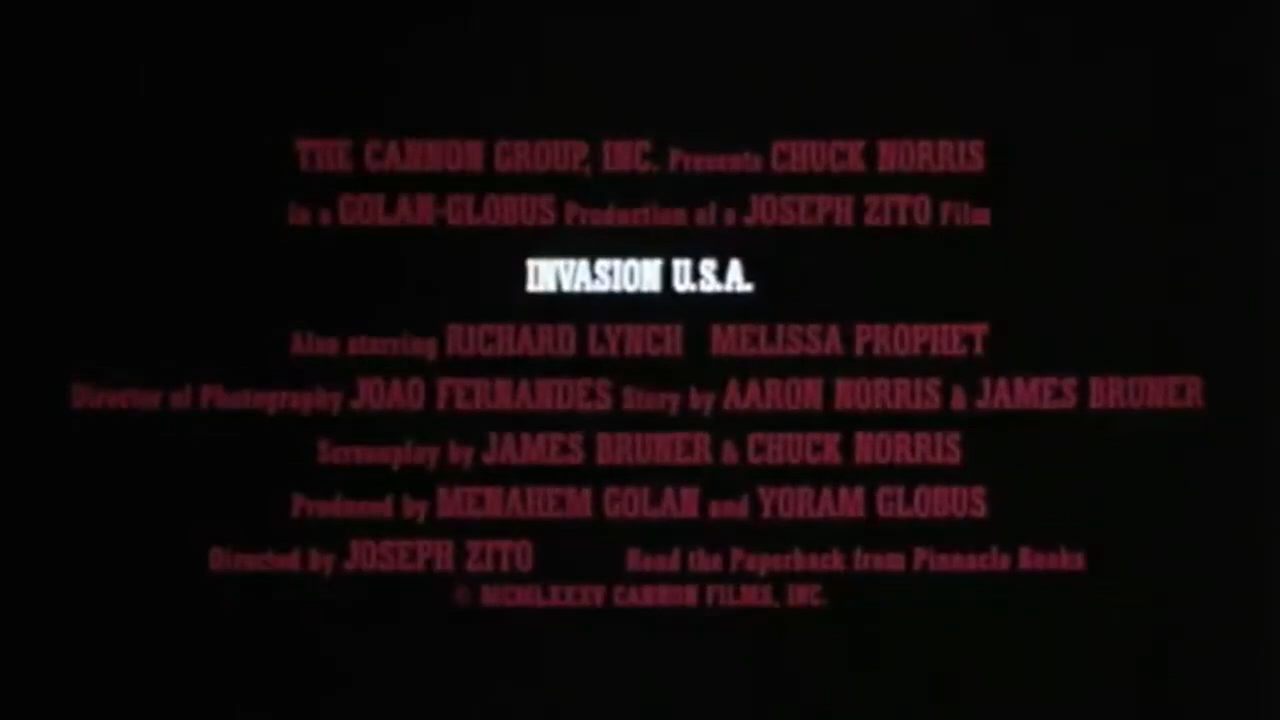 THE CANNON GROUP, INC. Presents CHUCK NORRIS
in a GOLAN-GLOBUS Production of a JOSEPH ZITO Film
INVASION U.S.A.
Also starring RICHARD LYNCH MELISSA PROPHET
Director of Photography JOAO FERNANDES Story by AARON NORRIS & JAMES BRUNER
Screenplay by JAMES BRUNER & CHUCK NORRIS
Produced by MENAHEM GOLAN and YORAM GLOBUS
Directed by JOSEPH ZITO Read the Paperback from Pinnacle Books
© MCMLXXXV CANNON FILMS, INC.